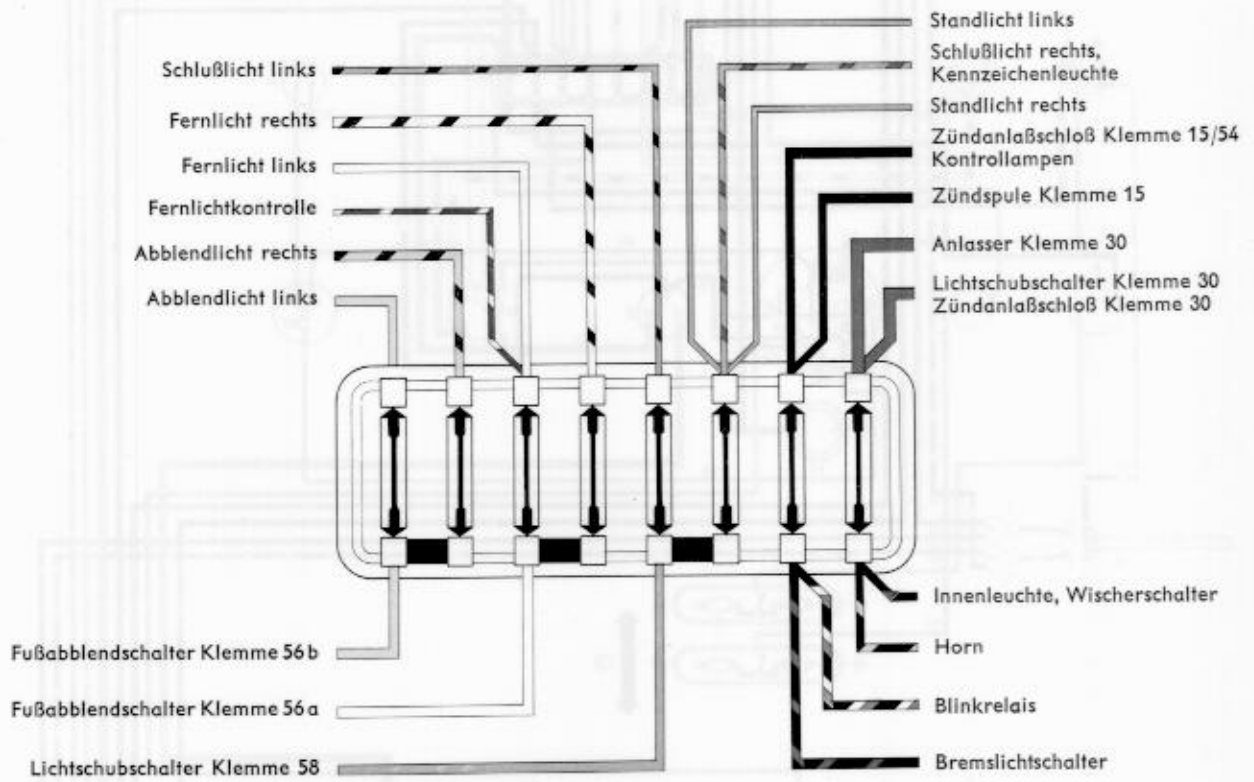 Schlußlicht links
Fernlicht rechts
Fernlicht links
Fernlichtkontrolle
Abblendlicht rechts
Abblendlicht links
Standlicht links
Schlußlicht rechts,
Kennzeichenleuchte
Standlicht rechts
Zündanlaßschloß Klemme 15/54
Kontrollampen
Zündspule Klemme 15
Anlasser Klemme 30
Lichtschubschalter Klemme 30
Zündanlaßschloß Klemme 30
Fußabblendschalter Klemme 56b
Fußabblendschalter Klemme 56a
Lichtschubschalter Klemme 58
Innenleuchte, Wischerschalter
Horn
Blinkrelais
Bremslichtschalter